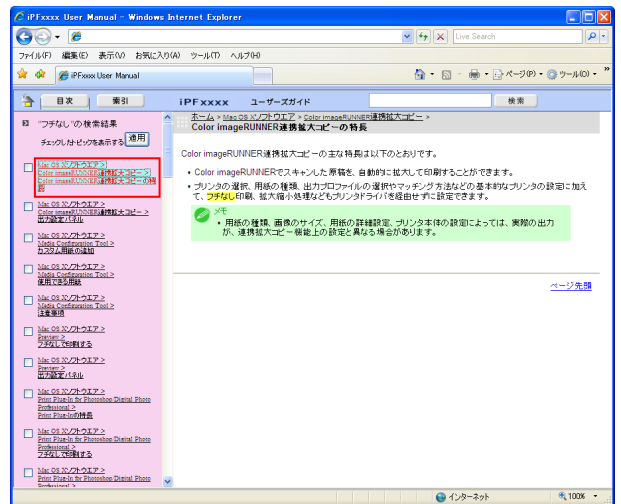 iPFxxxx User Manual - Windows Internet Explorer
Live Search
ファイル(F) 編集(E) 表示(V) お気に入り(A) ツール(T) ヘルプ(H)
iPFxxxx User Manual
ページ(P) ツール(O)
目次 索引 iPFxxxx ユーザーズガイド 検索
"フチなし"の検索結果
チェックしたトピックを表示する 適用
Mac OS Xソフトウエア >
Color imageRUNNER連携拡大コピー >
Color imageRUNNER連携拡大コピーの特
長
Mac OS Xソフトウエア >
Color imageRUNNER連携拡大コピー >
出力設定パネル
Mac OS Xソフトウエア >
Media Configuration Tool >
カスタム用紙の追加
Mac OS Xソフトウエア >
Media Configuration Tool >
使用できる用紙
Mac OS Xソフトウエア >
Media Configuration Tool >
注意事項
Mac OS Xソフトウエア >
Preview >
フチなしで印刷する
Mac OS Xソフトウエア >
Preview >
出力設定パネル
Mac OS Xソフトウエア >
Print Plug-In for Photoshop/Digital Photo
Professional >
Print Plug-Inの特長
Mac OS Xソフトウエア >
Print Plug-In for Photoshop/Digital Photo
Professional >
フチなしで印刷する
Mac OS Xソフトウエア >
Print Plug-In for Photoshop/Digital Photo
Professional >
ホーム > Mac OS Xソフトウエア > Color imageRUNNER連携拡大コピー >
Color imageRUNNER連携拡大コピーの特長
Color imageRUNNER連携拡大コピーの主な特長は以下のとおりです。
• Color imageRUNNERでスキャンした原稿を、自動的に拡大して印刷することができます。
• プリンタの選択、用紙の種類、出力プロファイルの選択やマッチング方法などの基本的なプリンタの設定に加え
て、フチなし印刷、拡大縮小処理などもプリンタドライバを経由せずに設定できます。
メモ
• 用紙の種類、画像のサイズ、用紙の詳細設定、プリンタ本体の設定によっては、実際の出力
が、連携拡大コピー機能上の設定と異なる場合があります。
ページ先頭
インターネット 100%